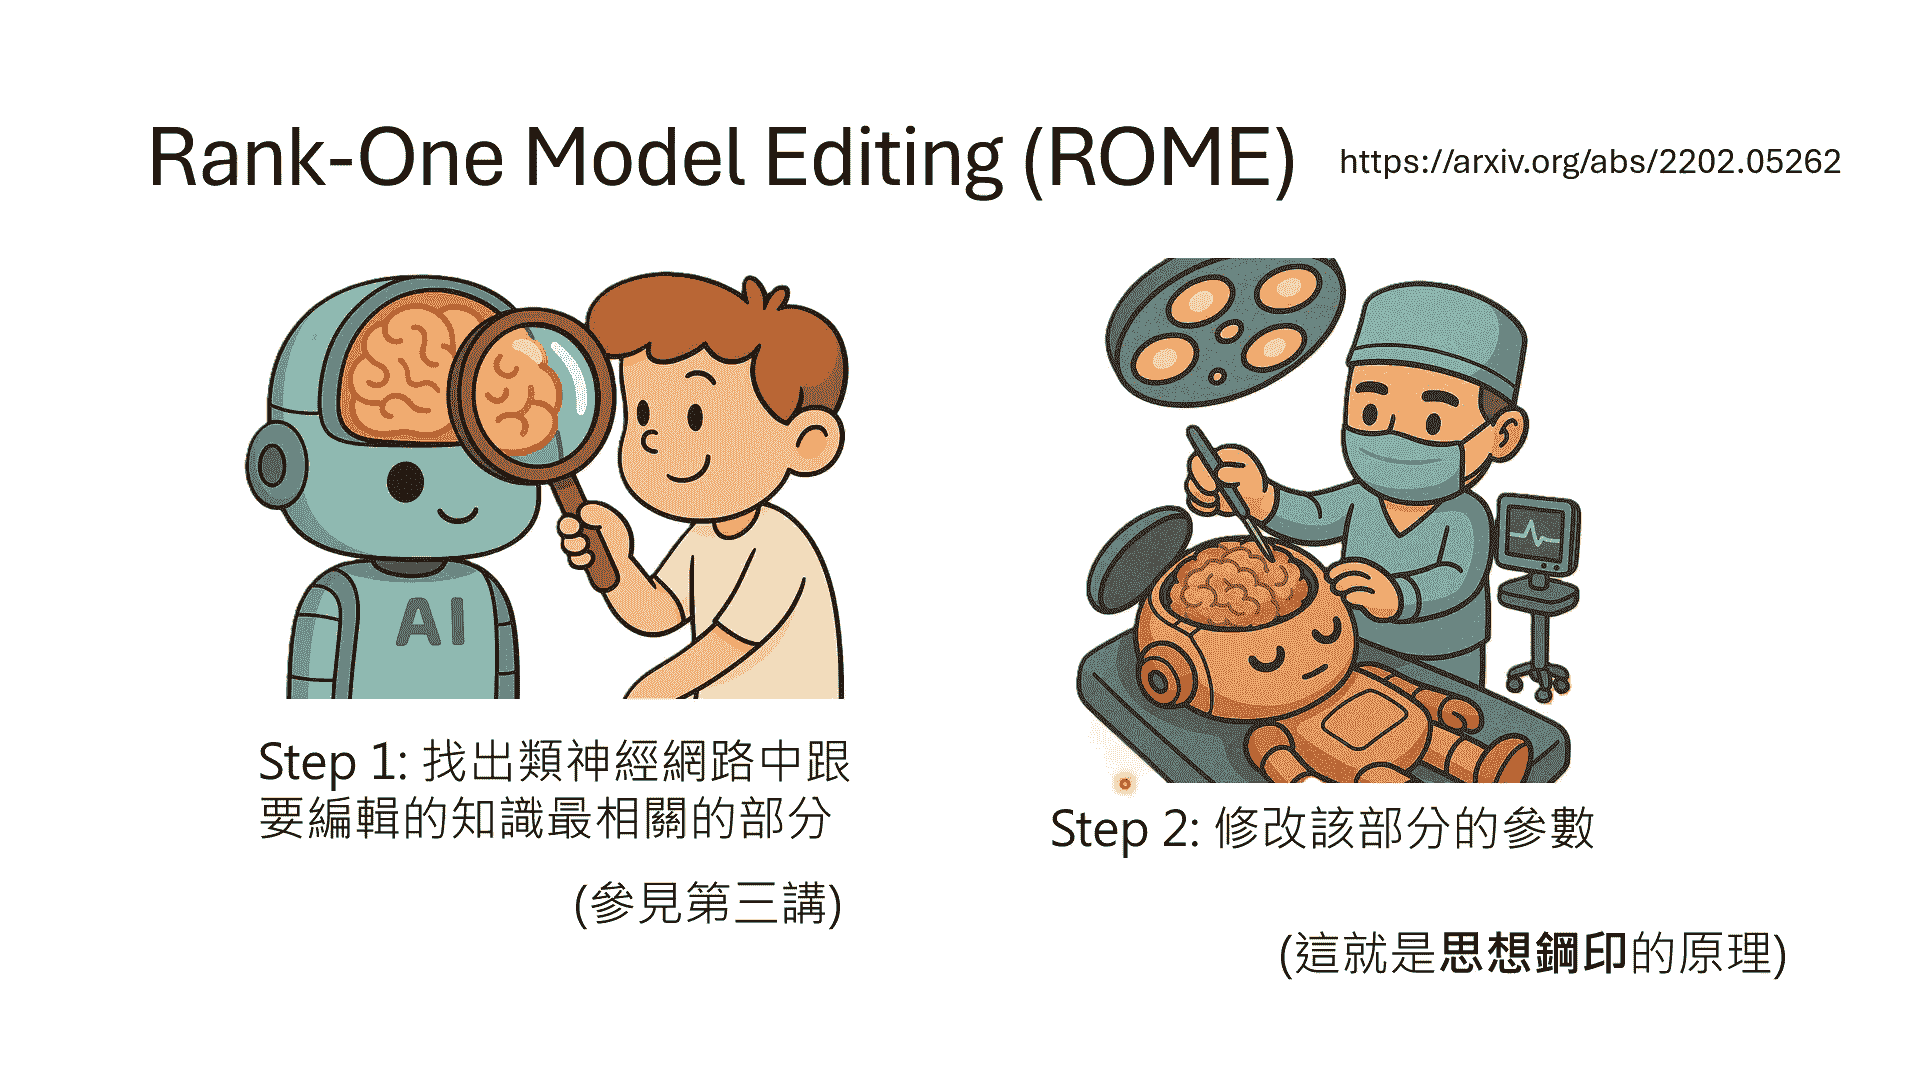 Rank-One Model Editing (ROME)
https://arxiv.org/abs/2202.05262
AI
Step 1: 找出類神經網路中跟
要編輯的知識最相關的部分
(參見第三講)
Step 2: 修改該部分的參數
(這就是思想鋼印的原理)